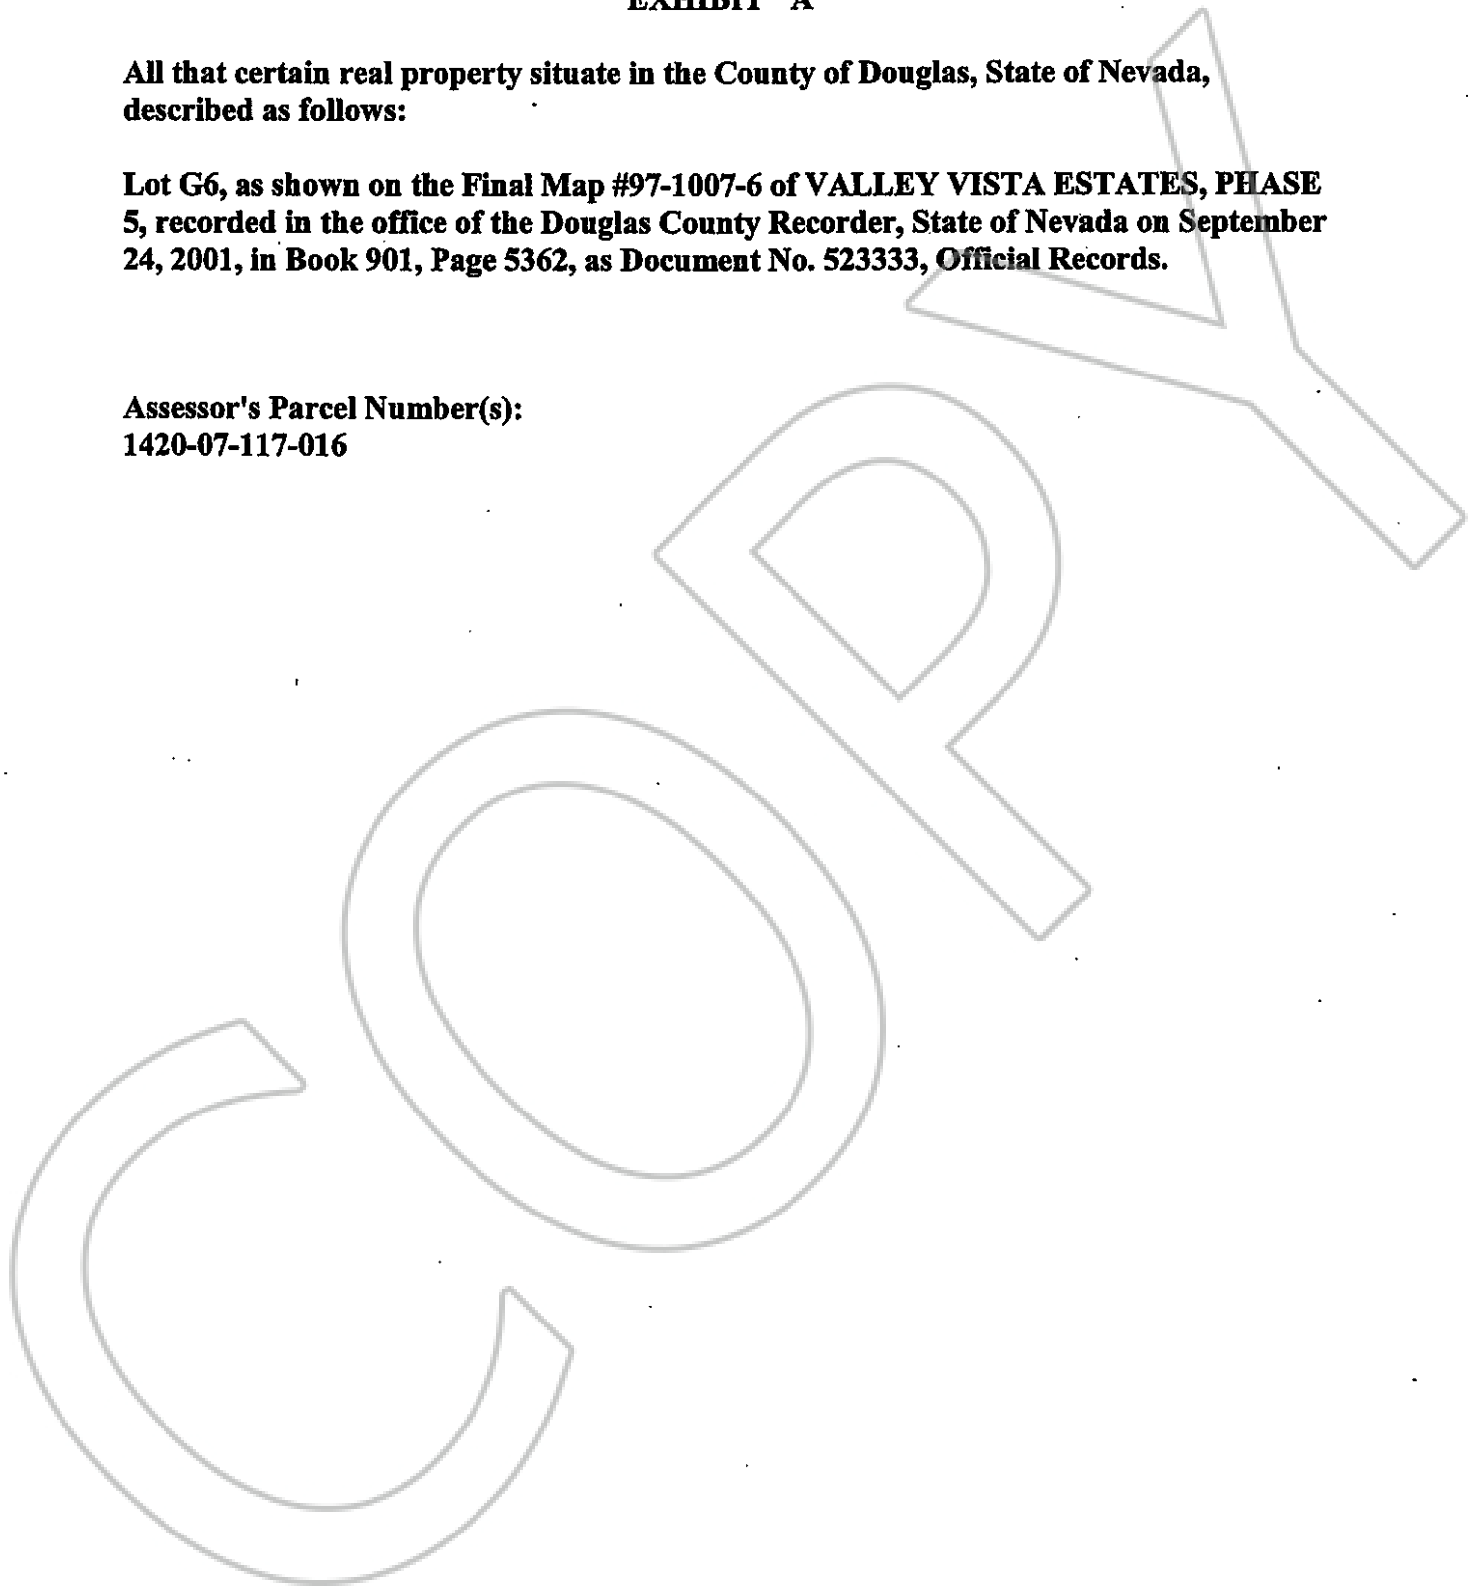 EXHIBIT "A"
All that certain real property situate in the County of Douglas, State of Nevada,
described as follows:
Lot G6, as shown on the Final Map #97-1007-6 of VALLEY VISTA ESTATES, PHASE
5, recorded in the office of the Douglas County Recorder, State of Nevada on September
24, 2001, in Book 901, Page 5362, as Document No. 523333, Official Records.
Assessor's Parcel Number(s):
1420-07-117-016
COPY